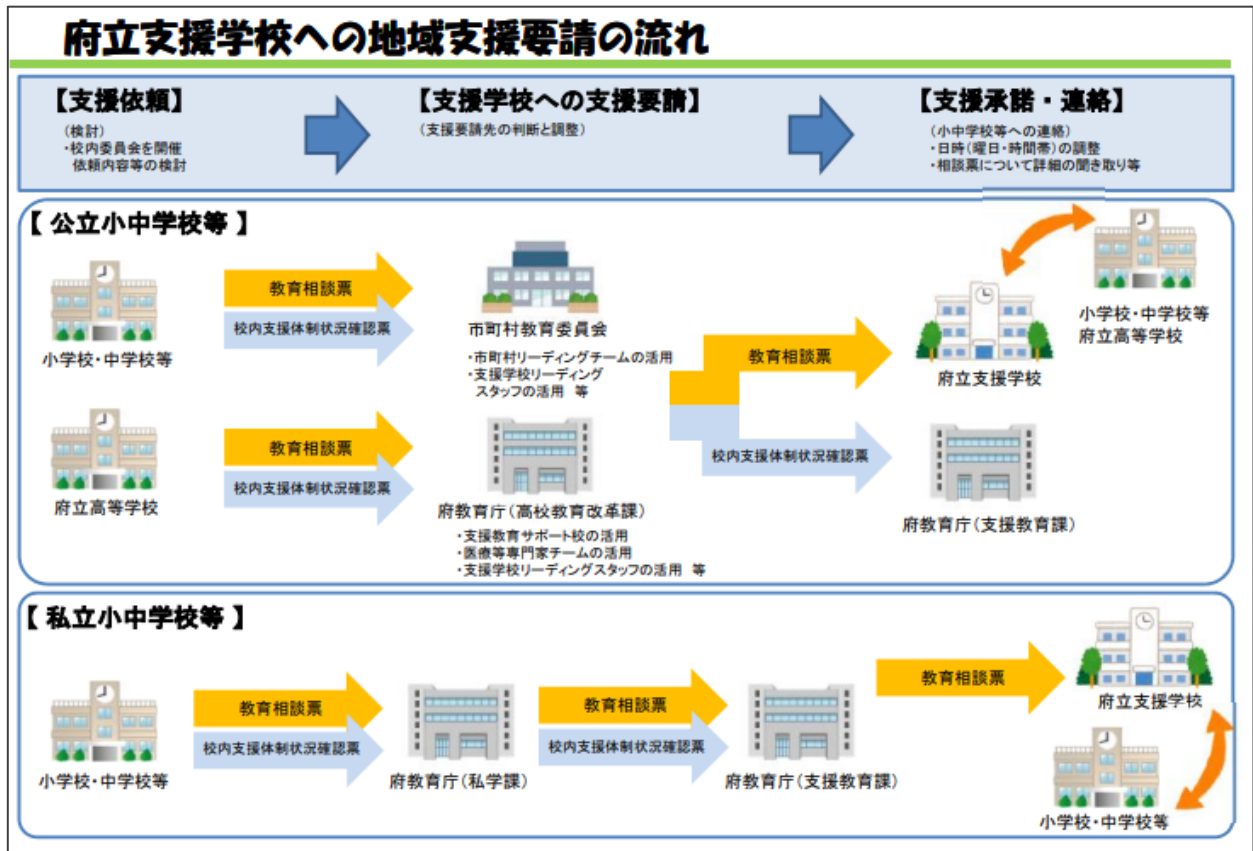 府立支援学校への地域支援要請の流れ
【支援依頼】
(検討)
・校内委員会を開催
依頼内容等の検討
【支援学校への支援要請】
(支援要請先の判断と調整)
【支援承諾・連絡】
(小中学校等への連絡)
・日時(曜日・時間帯)の調整
・相談票について詳細の聞き取り等
【 公立小中学校等 】
小学校・中学校等
教育相談票
校内支援体制状況確認票
市町村教育委員会
・市町村リーディングチームの活用
・支援学校リーディング
スタッフの活用 等
府立高等学校
教育相談票
校内支援体制状況確認票
府教育庁(高校教育改革課)
・支援教育サポート校の活用
・医療等専門家チームの活用
・支援学校リーディングスタッフの活用 等
教育相談票
校内支援体制状況確認票
府立支援学校
小学校・中学校等
府立高等学校
府教育庁(支援教育課)
【 私立小中学校等 】
小学校・中学校等
教育相談票
校内支援体制状況確認票
府教育庁(私学課)
教育相談票
校内支援体制状況確認票
府教育庁(支援教育課)
教育相談票
府立支援学校
小学校・中学校等